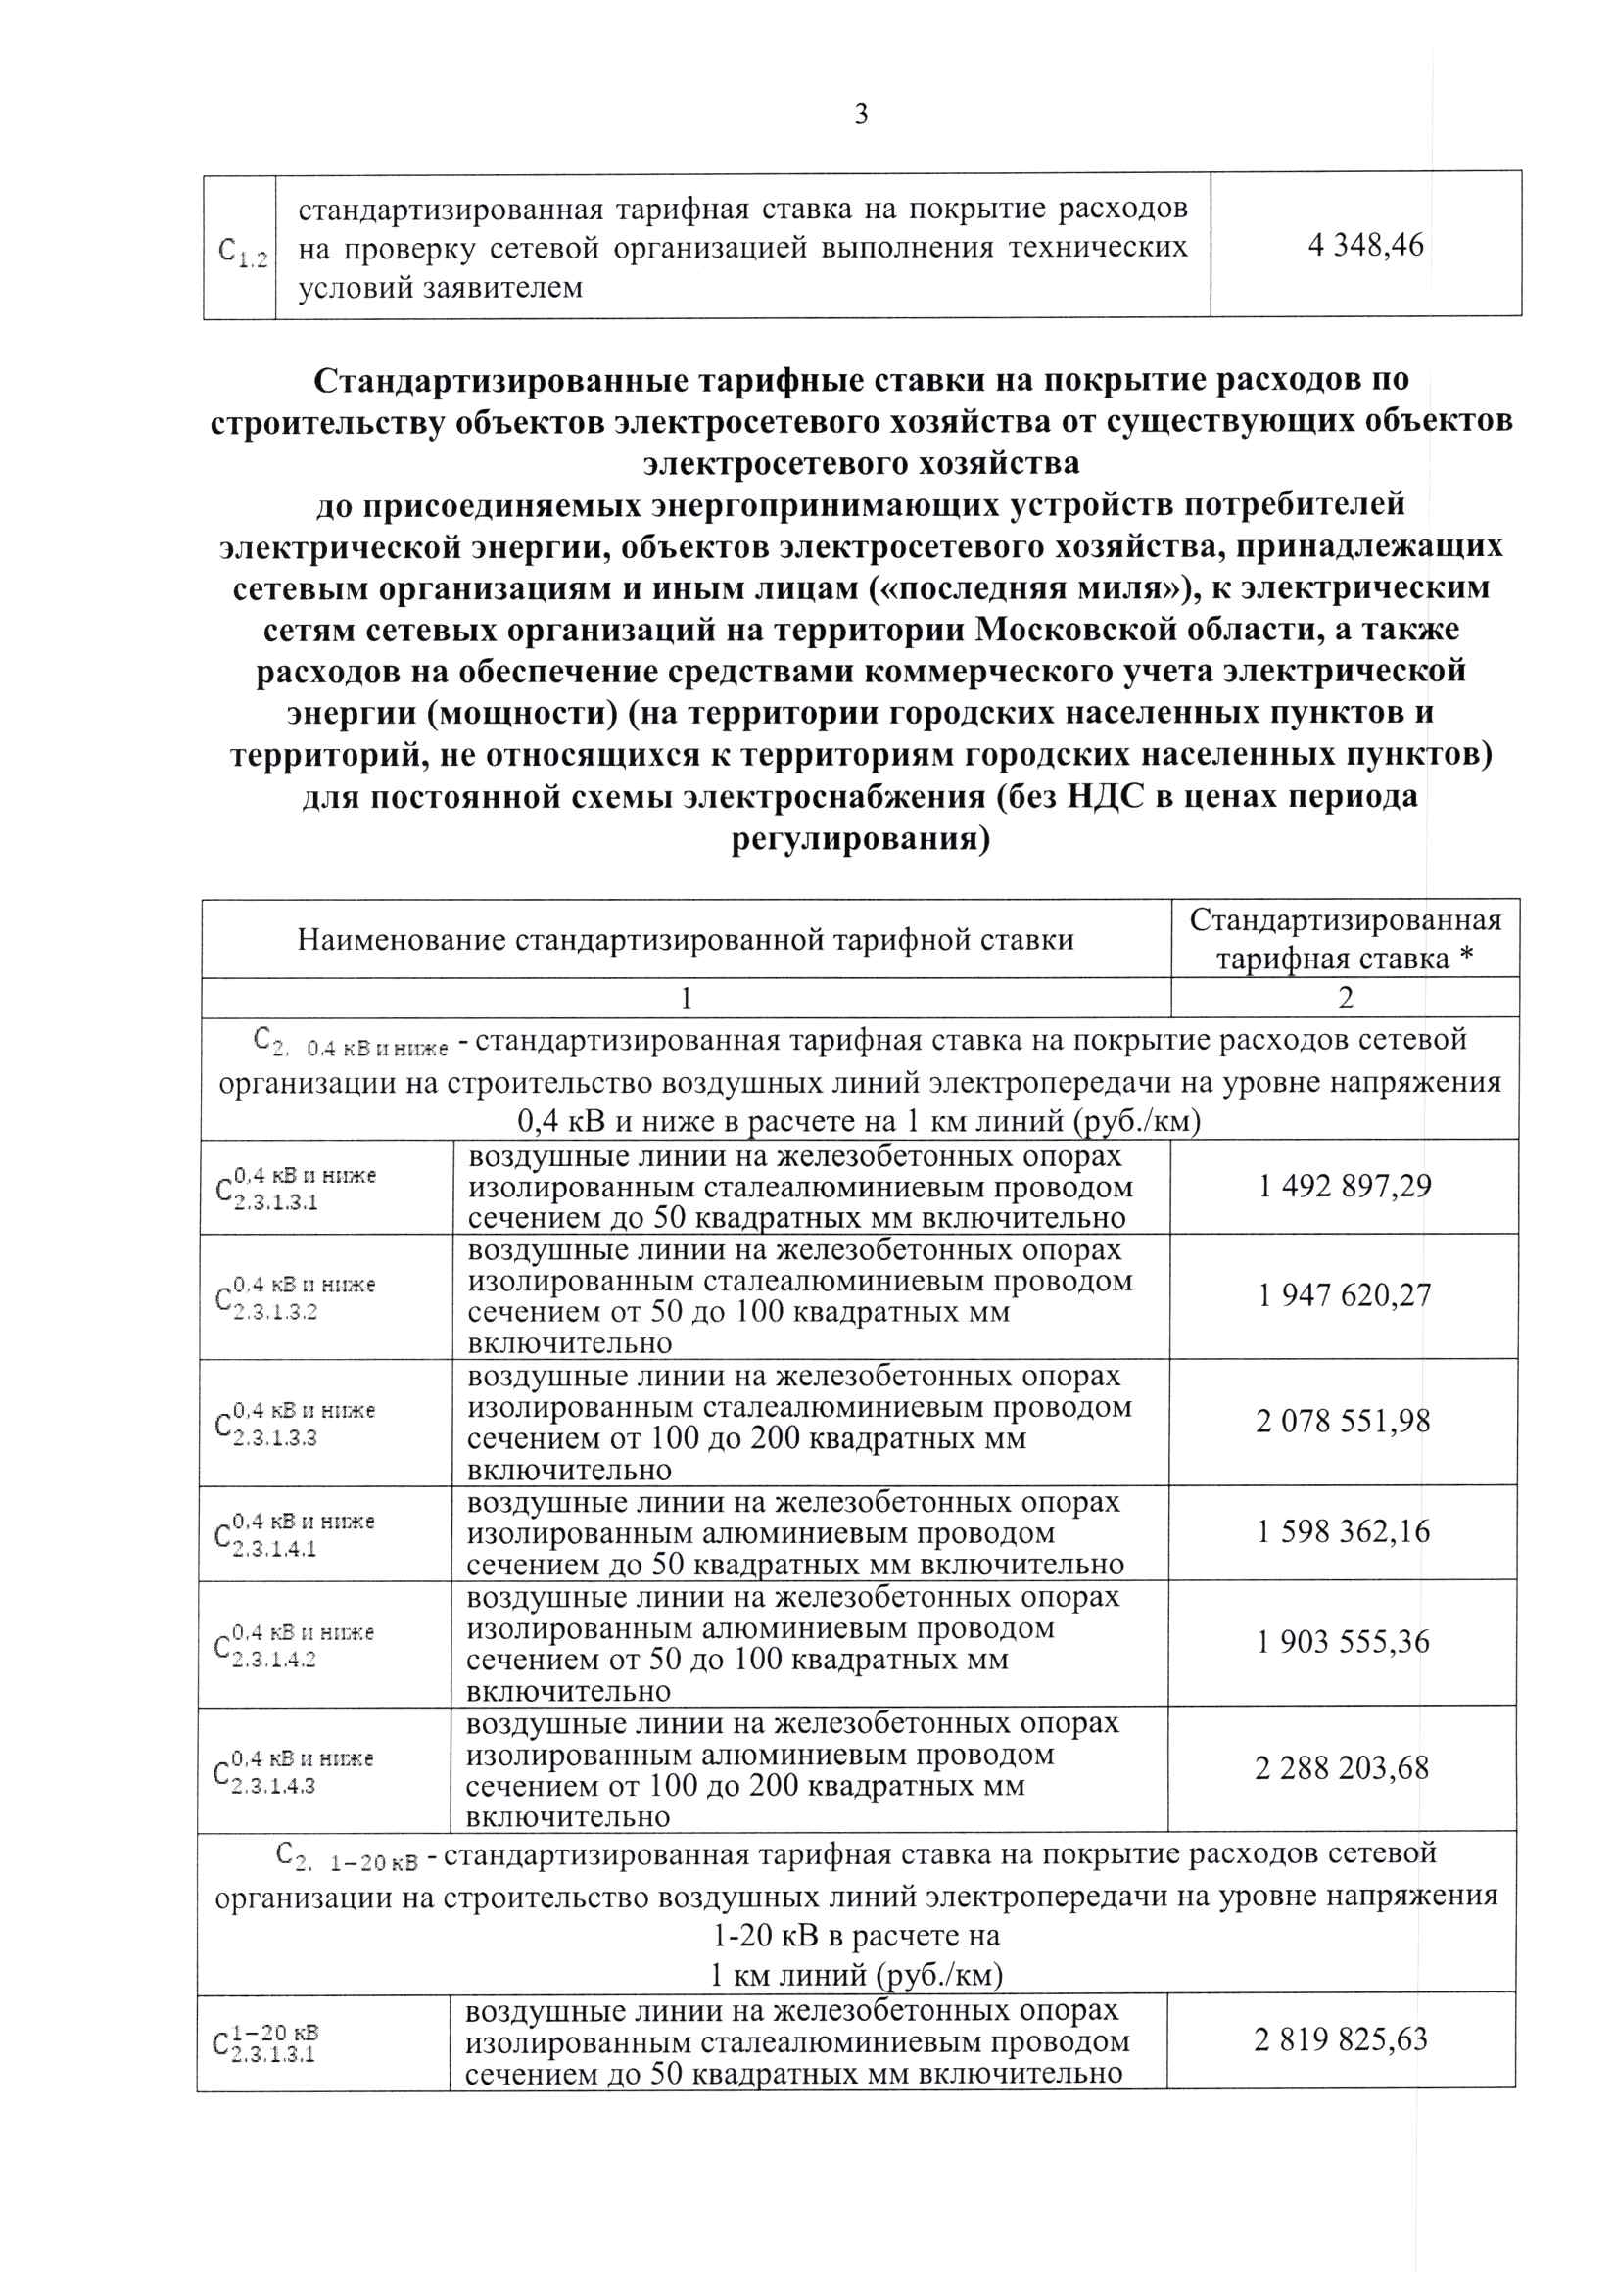 3
стандартизированная тарифная ставка на покрытие расходов
С1.2 на проверку сетевой организацией выполнения технических 4 348,46
условий заявителем
Стандартизированные тарифные ставки на покрытие расходов по
строительству объектов электросетевого хозяйства от существующих объектов
электросетевого хозяйства
до присоединяемых энергопринимающих устройств потребителей
электрической энергии, объектов электросетевого хозяйства, принадлежащих
сетевым организациям и иным лицам («последняя миля»), к электрическим
сетям сетевых организаций на территории Московской области, а также
расходов на обеспечение средствами коммерческого учета электрической
энергии (мощности) (на территории городских населенных пунктов и
территорий, не относящихся к территориям городских населенных пунктов)
для постоянной схемы электроснабжения (без НДС в ценах периода
регулирования)
Наименование стандартизированной тарифной ставки
Стандартизированная
тарифная ставка *
1 2
С2, 0,4 кВ и ниже - стандартизированная тарифная ставка на покрытие расходов сетевой
организации на строительство воздушных линий электропередачи на уровне напряжения
0,4 кВ и ниже в расчете на 1 км линий (руб./км)
С 0,4 кВ и ниже 2.3.1.3.1
воздушные линии на железобетонных опорах
изолированным сталеалюминиевым проводом
сечением до 50 квадратных мм включительно
1 492 897,29
С 0,4 кВ и ниже 2.3.1.3.2
воздушные линии на железобетонных опорах
изолированным сталеалюминиевым проводом
сечением от 50 до 100 квадратных мм
включительно
1 947 620,27
С 0,4 кВ и ниже 2.3.1.3.3
воздушные линии на железобетонных опорах
изолированным сталеалюминиевым проводом
сечением от 100 до 200 квадратных мм
включительно
2 078 551,98
С 0,4 кВ и ниже 2.3.1.4.1
воздушные линии на железобетонных опорах
изолированным алюминиевым проводом
сечением до 50 квадратных мм включительно
1 598 362,16
С 0,4 кВ и ниже 2.3.1.4.2
воздушные линии на железобетонных опорах
изолированным алюминиевым проводом
сечением от 50 до 100 квадратных мм
включительно
1 903 555,36
С 0,4 кВ и ниже 2.3.1.4.3
воздушные линии на железобетонных опорах
изолированным алюминиевым проводом
сечением от 100 до 200 квадратных мм
включительно
2 288 203,68
С2, 1–20 кВ - стандартизированная тарифная ставка на покрытие расходов сетевой
организации на строительство воздушных линий электропередачи на уровне напряжения
1-20 кВ в расчете на
1 км линий (руб./км)
С 1–20 кВ 2.3.1.3.1
воздушные линии на железобетонных опорах
изолированным сталеалюминиевым проводом
сечением до 50 квадратных мм включительно
2 819 825,63